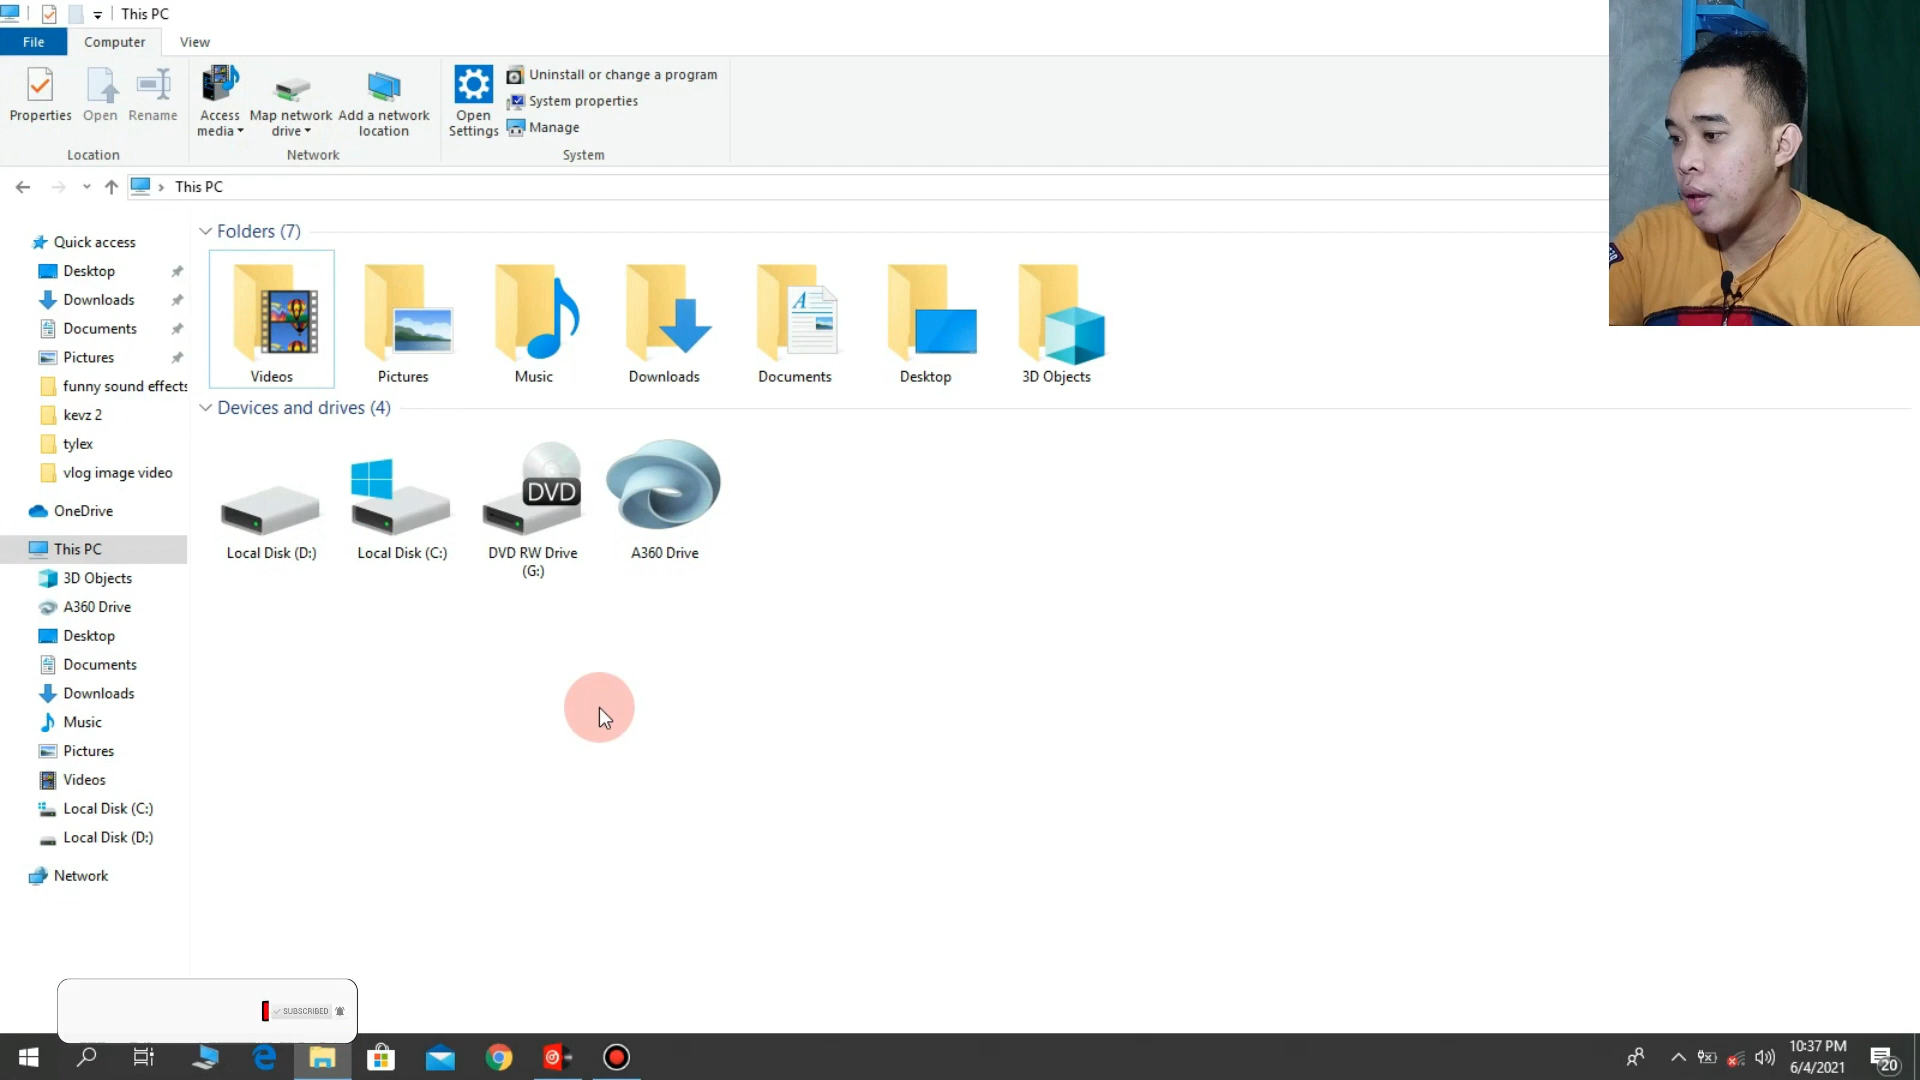 This PC
File
Computer
View
Properties
Open
Rename
Access media
Map network drive
Add a network location
Open Settings
Uninstall or change a program
System properties
Manage
Location
Network
System
This PC
Quick access
Desktop
Downloads
Documents
Pictures
funny sound effects
kevz 2
tylex
vlog image video
OneDrive
This PC
3D Objects
A360 Drive
Desktop
Documents
Downloads
Music
Pictures
Videos
Local Disk (C:)
Local Disk (D:)
Network
Folders (7)
Videos
Pictures
Music
Downloads
Documents
Desktop
3D Objects
Devices and drives (4)
Local Disk (D:)
Local Disk (C:)
DVD
DVD RW Drive (G:)
A360 Drive
SUBSCRIBED
10:37 PM
6/4/2021
20